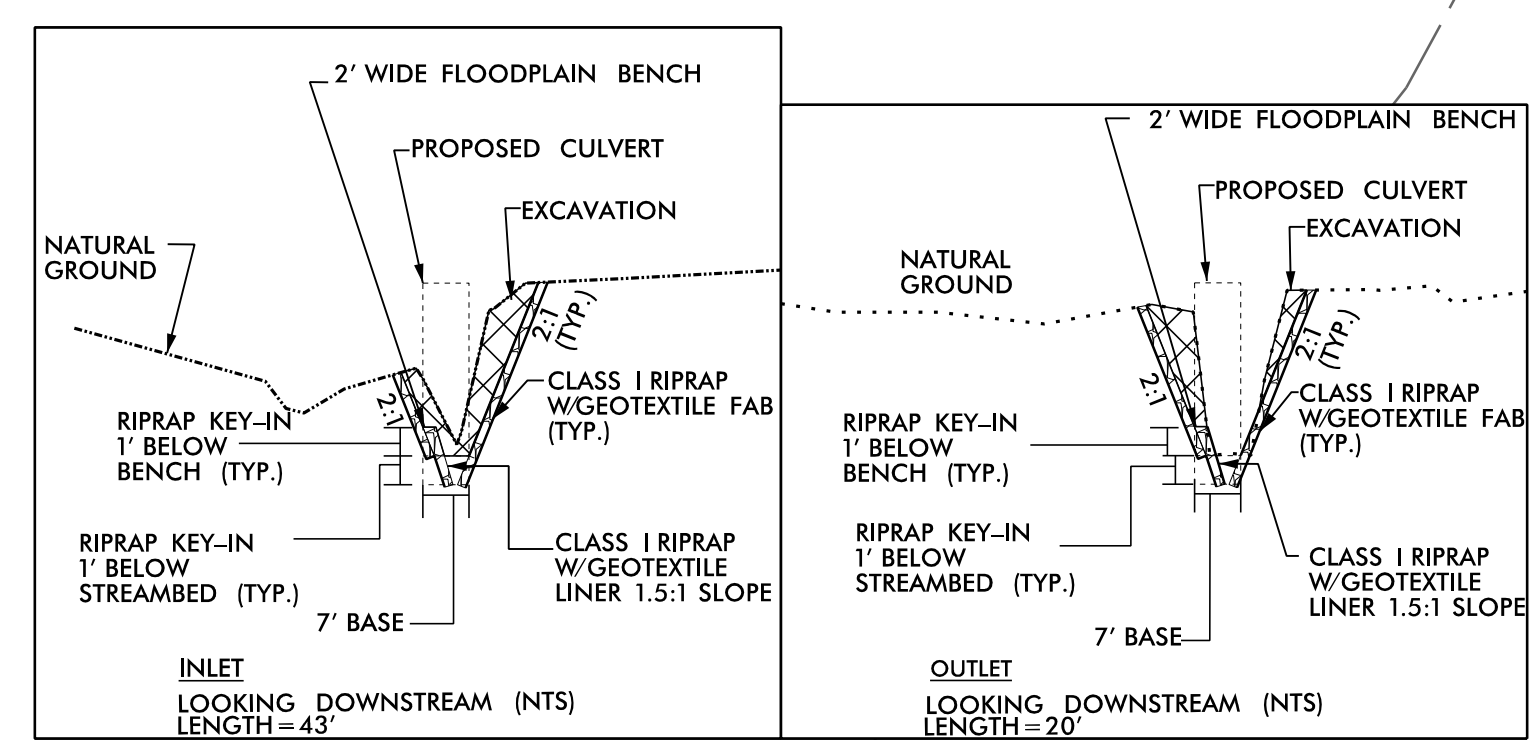 2' WIDE FLOODPLAIN BENCH
PROPOSED CULVERT
EXCAVATION
NATURAL
GROUND
2:1
(TYP.)
2:1
CLASS I RIPRAP
W/GEOTEXTILE FAB
(TYP.)
RIPRAP KEY–IN
1' BELOW
BENCH (TYP.)
RIPRAP KEY–IN
1' BELOW
STREAMBED (TYP.)
CLASS I RIPRAP
W/GEOTEXTILE
LINER 1.5:1 SLOPE
7' BASE
INLET
LOOKING DOWNSTREAM (NTS)
LENGTH=43'
2' WIDE FLOODPLAIN BENCH
PROPOSED CULVERT
EXCAVATION
NATURAL
GROUND
2:1
(TYP.)
2:1
CLASS I RIPRAP
W/GEOTEXTILE FAB
(TYP.)
RIPRAP KEY–IN
1' BELOW
BENCH (TYP.)
RIPRAP KEY–IN
1' BELOW
STREAMBED (TYP.)
CLASS I RIPRAP
W/GEOTEXTILE
LINER 1.5:1 SLOPE
7' BASE
OUTLET
LOOKING DOWNSTREAM (NTS)
LENGTH=20'